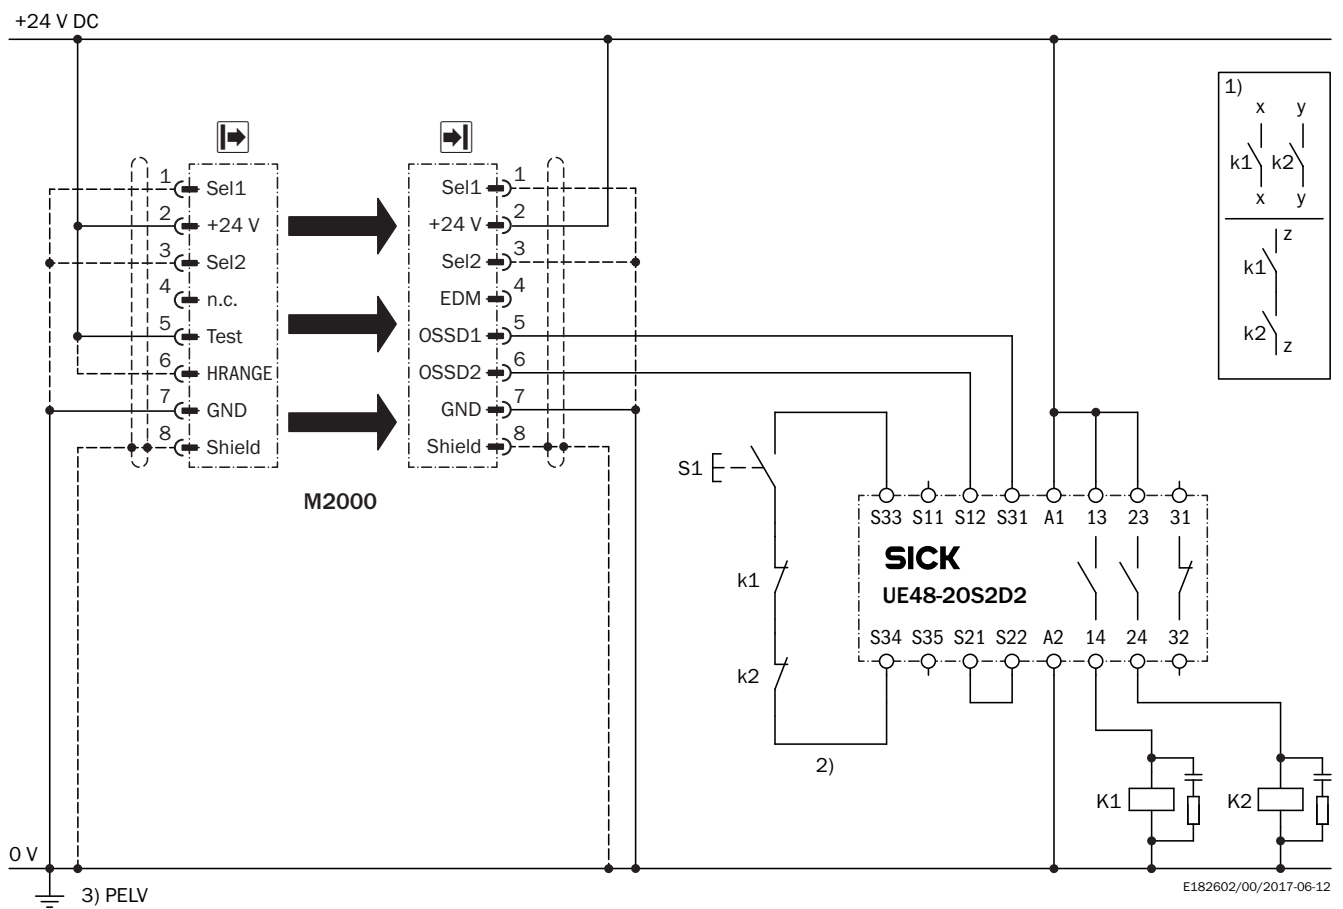 +24 V DC
1)
x y
k1 k2
x y
z
k1
k2
z
1 Sel1
2 +24 V
3 Sel2
4 n.c.
5 Test
6 HRANGE
7 GND
8 Shield
Sel1 1
+24 V 2
Sel2 3
EDM 4
OSSD1 5
OSSD2 6
GND 7
Shield 8
M2000
S1
k1
k2
2)
S33 S11 S12 S31 A1 13 23 31
SICK
UE48-2OS2D2
S34 S35 S21 S22 A2 14 24 32
K1 K2
0 V
3) PELV
E182602/00/2017-06-12